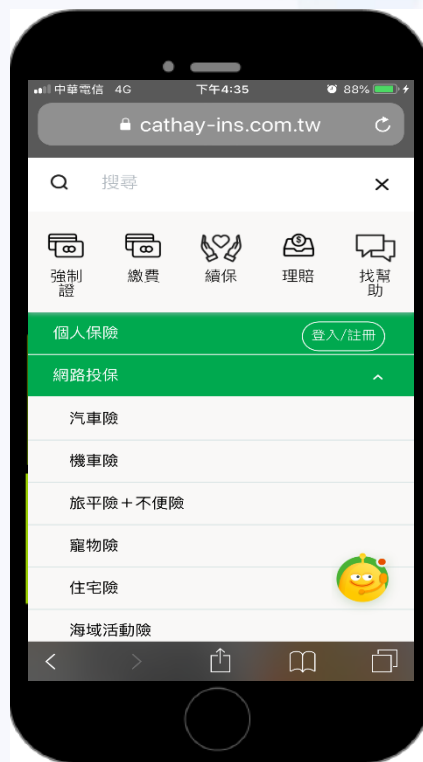 中華電信 4G 下午4:35 88%
cathay-ins.com.tw
搜尋
強制
證
繳費
續保
理賠
找幫
助
個人保險 登入/註冊
網路投保
汽車險
機車險
旅平險＋不便險
寵物險
住宅險
海域活動險